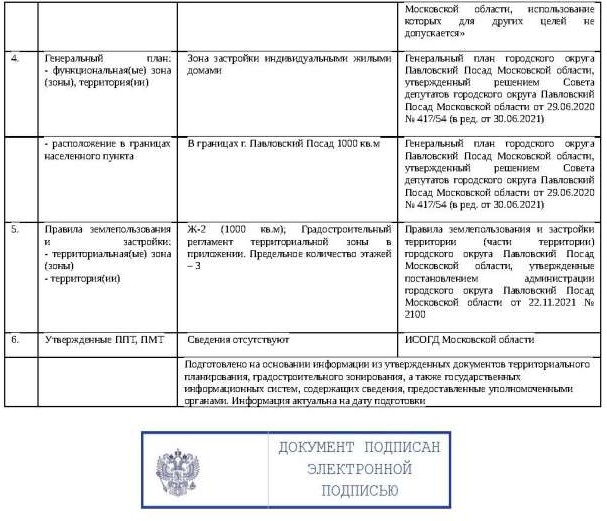 Московской области, использование
которых для других целей не
допускается»
4.
Генеральный план:
- функциональная(ые) зона
(зоны), территория(ии)
Зона застройки индивидуальными жилыми
домами
Генеральный план городского округа
Павловский Посад Московской области,
утвержденный решением Совета
депутатов городского округа Павловский
Посад Московской области от 29.06.2020
№ 417/54 (в ред. от 30.06.2021)
- расположение в границах
населенного пункта
В границах г. Павловский Посад 1000 кв.м
Генеральный план городского округа
Павловский Посад Московской области,
утвержденный решением Совета
депутатов городского округа Павловский
Посад Московской области от 29.06.2020
№ 417/54 (в ред. от 30.06.2021)
5.
Правила землепользования
и застройки:
- территориальная(ые) зона
(зоны)
- территория(ии)
Ж-2 (1000 кв.м); Градостроительный
регламент территориальной зоны в
приложении. Предельное количество этажей
– 3
Правила землепользования и застройки
территории (части территории)
городского округа Павловский Посад
Московской области, утвержденные
постановлением администрации
городского округа Павловский Посад
Московской области от 22.11.2021 №
2100
6.
Утвержденные ППТ, ПМТ
Сведения отсутствуют
ИСОГД Московской области
Подготовлено на основании информации из утвержденных документов территориального
планирования, градостроительного зонирования, а также государственных
информационных систем, содержащих сведения, предоставленные уполномоченными
органами. Информация актуальна на дату подготовки
ДОКУМЕНТ ПОДПИСАН
ЭЛЕКТРОННОЙ
ПОДПИСЬЮ